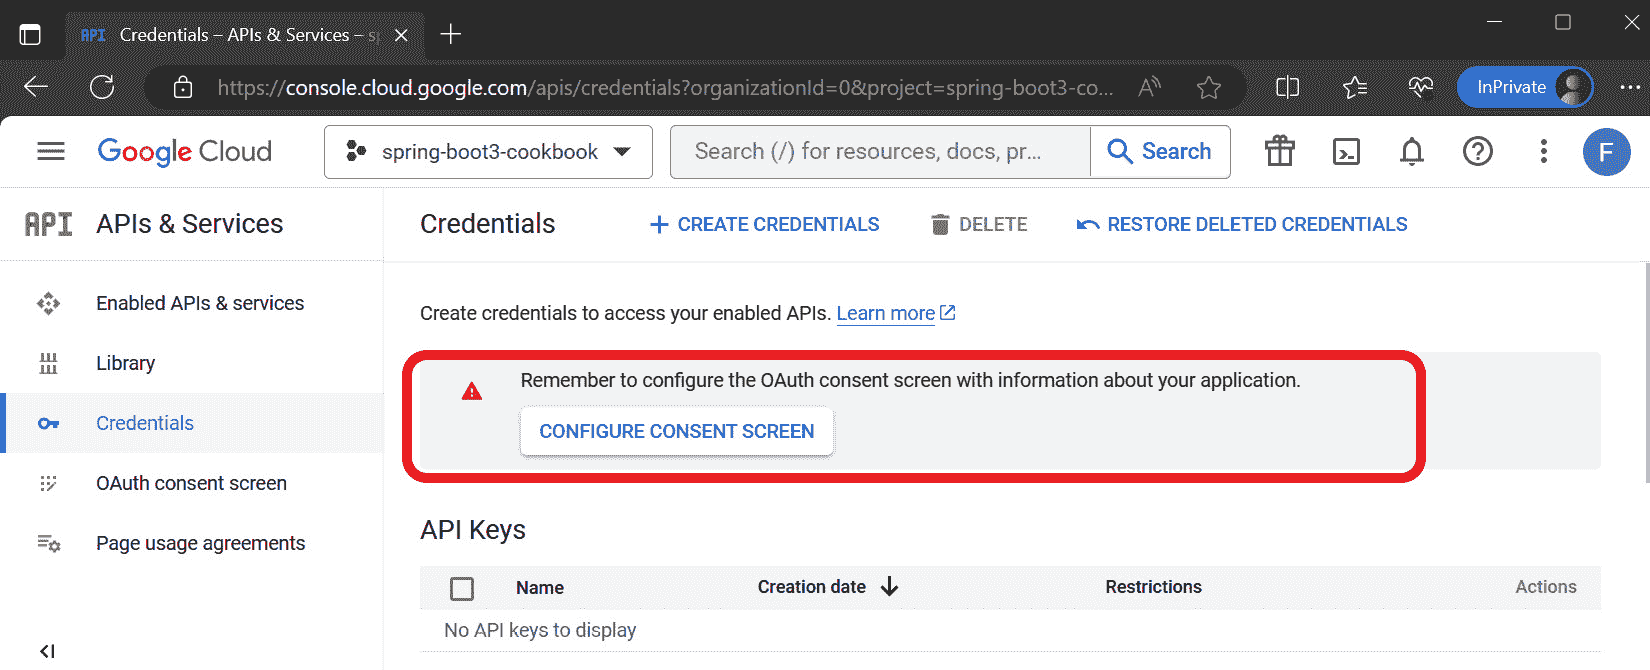 API Credentials – APIs & Services – sp
https://console.cloud.google.com/apis/credentials?organizationId=0&project=spring-boot3-co...
InPrivate
Google Cloud
spring-boot3-cookbook
Search (/) for resources, docs, pr...
Search
F
API APIs & Services
Credentials
CREATE CREDENTIALS
DELETE
RESTORE DELETED CREDENTIALS
Enabled APIs & services
Library
Credentials
OAuth consent screen
Page usage agreements
Create credentials to access your enabled APIs. Learn more
Remember to configure the OAuth consent screen with information about your application.
CONFIGURE CONSENT SCREEN
API Keys
Name Creation date Restrictions Actions
No API keys to display